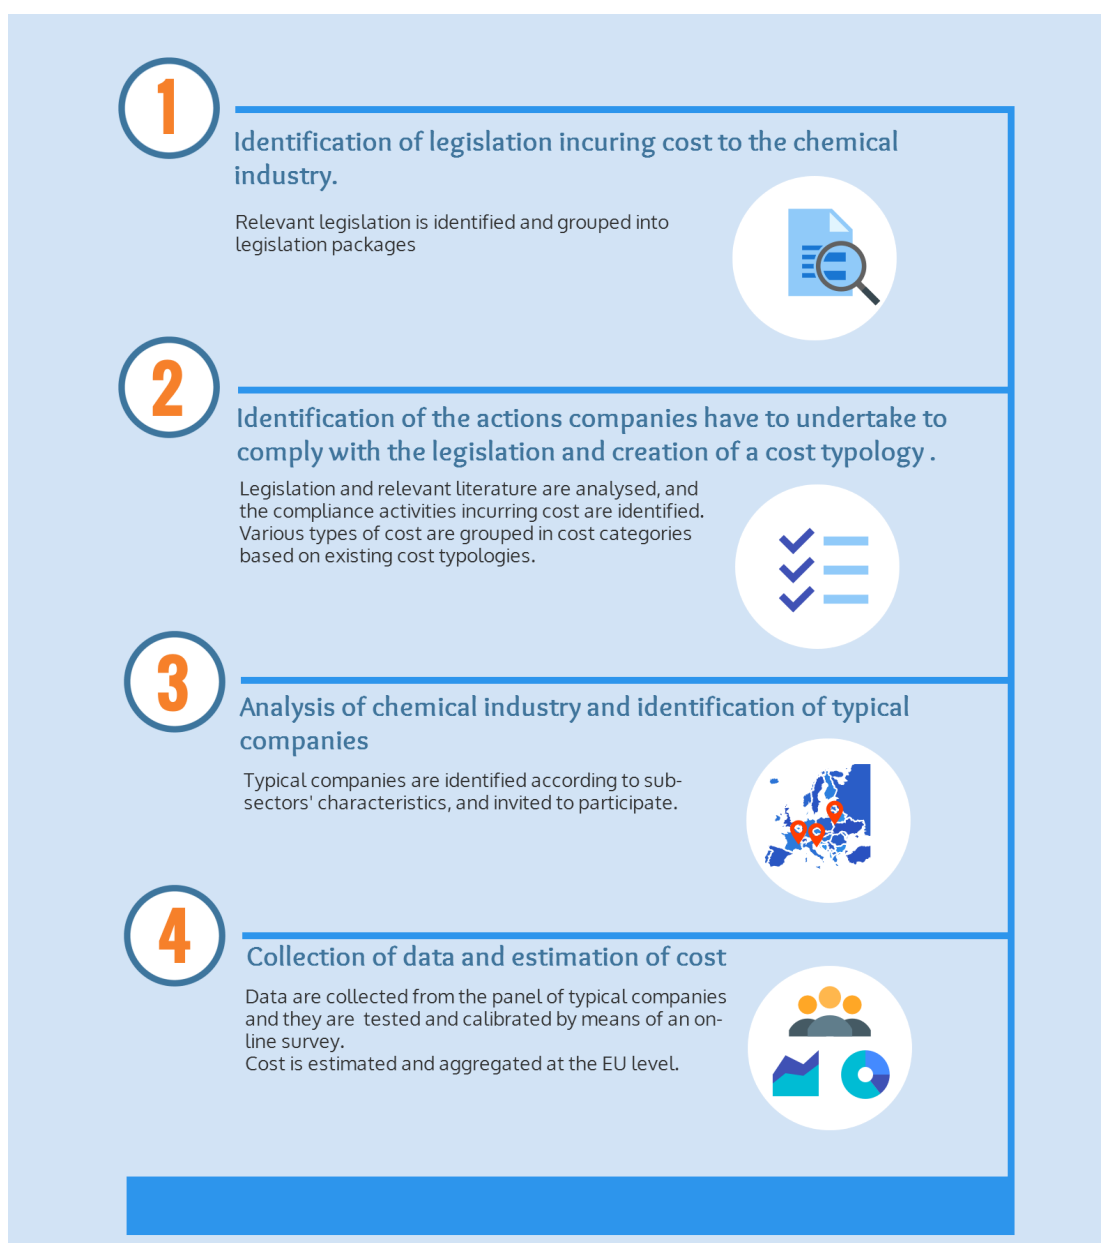 1
Identification of legislation incuring cost to the chemical
industry.
Relevant legislation is identified and grouped into
legislation packages
2
Identification of the actions companies have to undertake to
comply with the legislation and creation of a cost typology .
Legislation and relevant literature are analysed, and
the compliance activities incurring cost are identified.
Various types of cost are grouped in cost categories
based on existing cost typologies.
3
Analysis of chemical industry and identification of typical
companies
Typical companies are identified according to sub-
sectors' characteristics, and invited to participate.
4
Collection of data and estimation of cost
Data are collected from the panel of typical companies
and they are  tested and calibrated by means of an on-
line survey.
Cost is estimated and aggregated at the EU level.